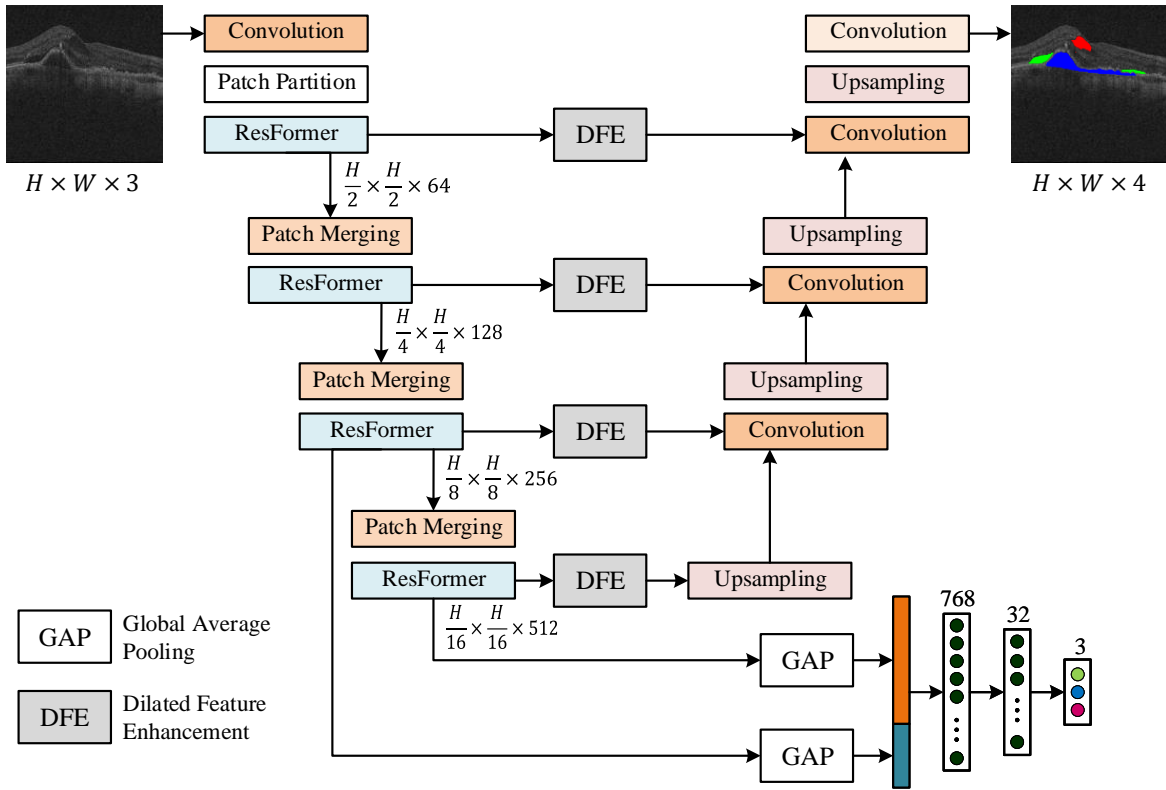 Convolution
Convolution
Patch Partition
Upsampling
ResFormer
DFE
Convolution
H × W × 3
H × W × 4
H/2 × H/2 × 64
Patch Merging
Upsampling
ResFormer
DFE
Convolution
H/4 × H/4 × 128
Patch Merging
Upsampling
ResFormer
DFE
Convolution
H/8 × H/8 × 256
Patch Merging
ResFormer
DFE
Upsampling
H/16 × H/16 × 512
768
32
3
GAP
Global Average
Pooling
GAP
DFE
Dilated Feature
Enhancement
GAP